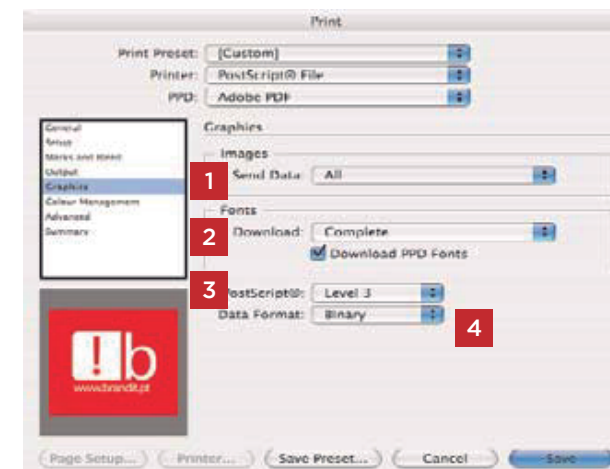 Print
Print Preset: [Custom]
Printer: PostScript® File
PPD: Adobe PDF
General
Setup
Marks and Bleed
Output
Graphics
Colour Management
Advanced
Summary
Graphics
Images
1 Send Data: All
Fonts
2 Download: Complete
Download PPD Fonts
3 PostScript®: Level 3
Data Format: Binary 4
!b
www.brandit.pt
Page Setup... Printer... Save Preset... Cancel Save